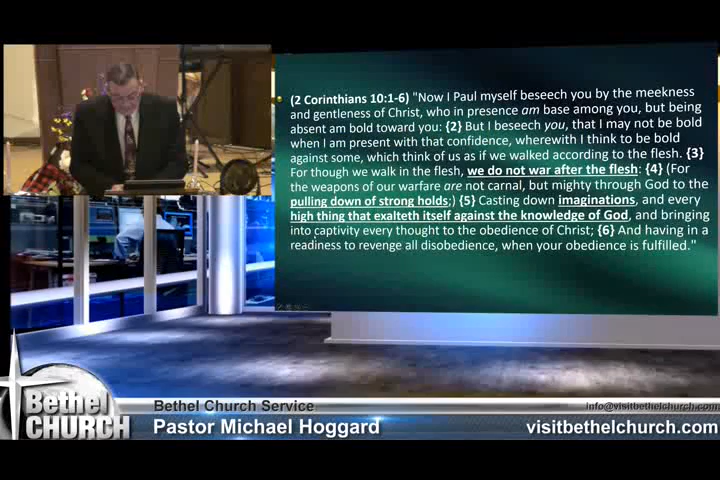 (2 Corinthians 10:1-6) "Now I Paul myself beseech you by the meekness
and gentleness of Christ, who in presence am base among you, but being
absent am bold toward you: {2} But I beseech you, that I may not be bold
when I am present with that confidence, wherewith I think to be bold
against some, which think of us as if we walked according to the flesh. {3}
For though we walk in the flesh, we do not war after the flesh: {4} (For
the weapons of our warfare are not carnal, but mighty through God to the
pulling down of strong holds;) {5} Casting down imaginations, and every
high thing that exalteth itself against the knowledge of God, and bringing
into captivity every thought to the obedience of Christ; {6} And having in a
readiness to revenge all disobedience, when your obedience is fulfilled."
Bethel
CHURCH
Bethel Church Service
info@visitbethelchurch.com
Pastor Michael Hoggard
visitbethelchurch.com